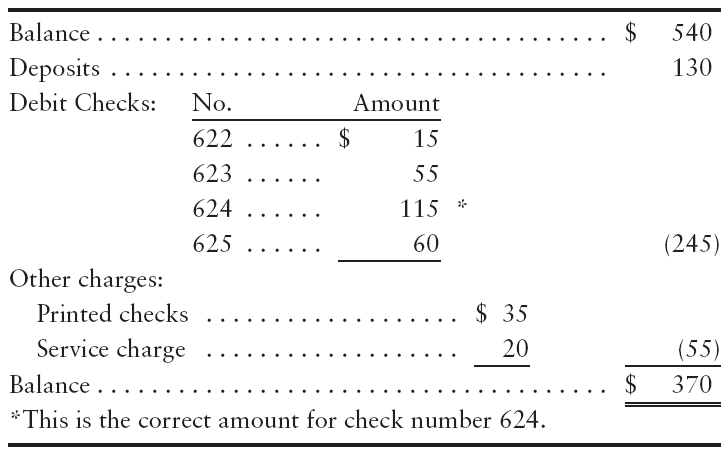 Balance . . . . . . . . . . . . . . . . . . . . . . . . . . . . . . . . . . . . . . $ 540
Deposits . . . . . . . . . . . . . . . . . . . . . . . . . . . . . . . . . . . . . 130
Debit Checks: No. Amount
622 . . . . . . $ 15
623 . . . . . . 55
624 . . . . . . 115 *
625 . . . . . . 60 (245)
Other charges:
Printed checks . . . . . . . . . . . . . . . . . . . $ 35
Service charge . . . . . . . . . . . . . . . . . . . 20 (55)
Balance . . . . . . . . . . . . . . . . . . . . . . . . . . . . . . . . . . . . . . $ 370
*This is the correct amount for check number 624.